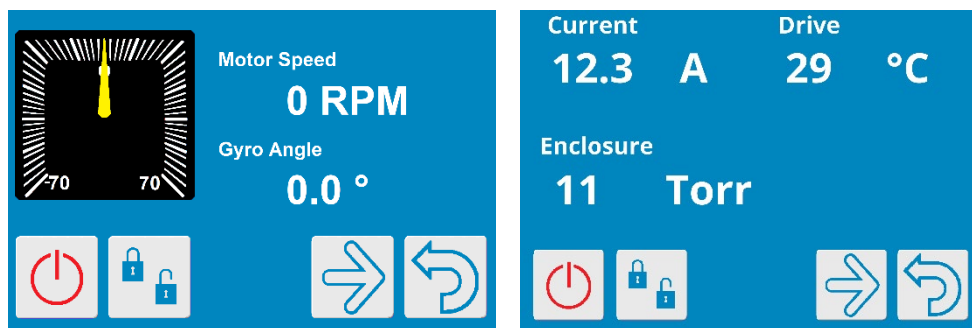 Motor Speed
0 RPM
Gyro Angle
0.0 °
-70 70
Current Drive
12.3 A 29 °C
Enclosure
11 Torr